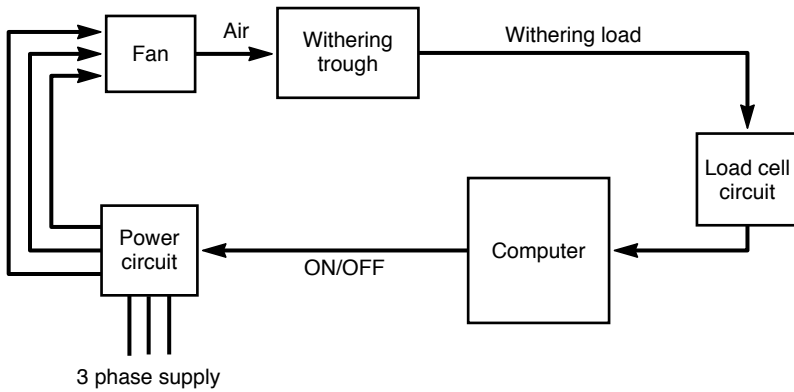 Fan
Air
Withering
trough
Withering load
Load cell
circuit
Computer
ON/OFF
Power
circuit
3 phase supply